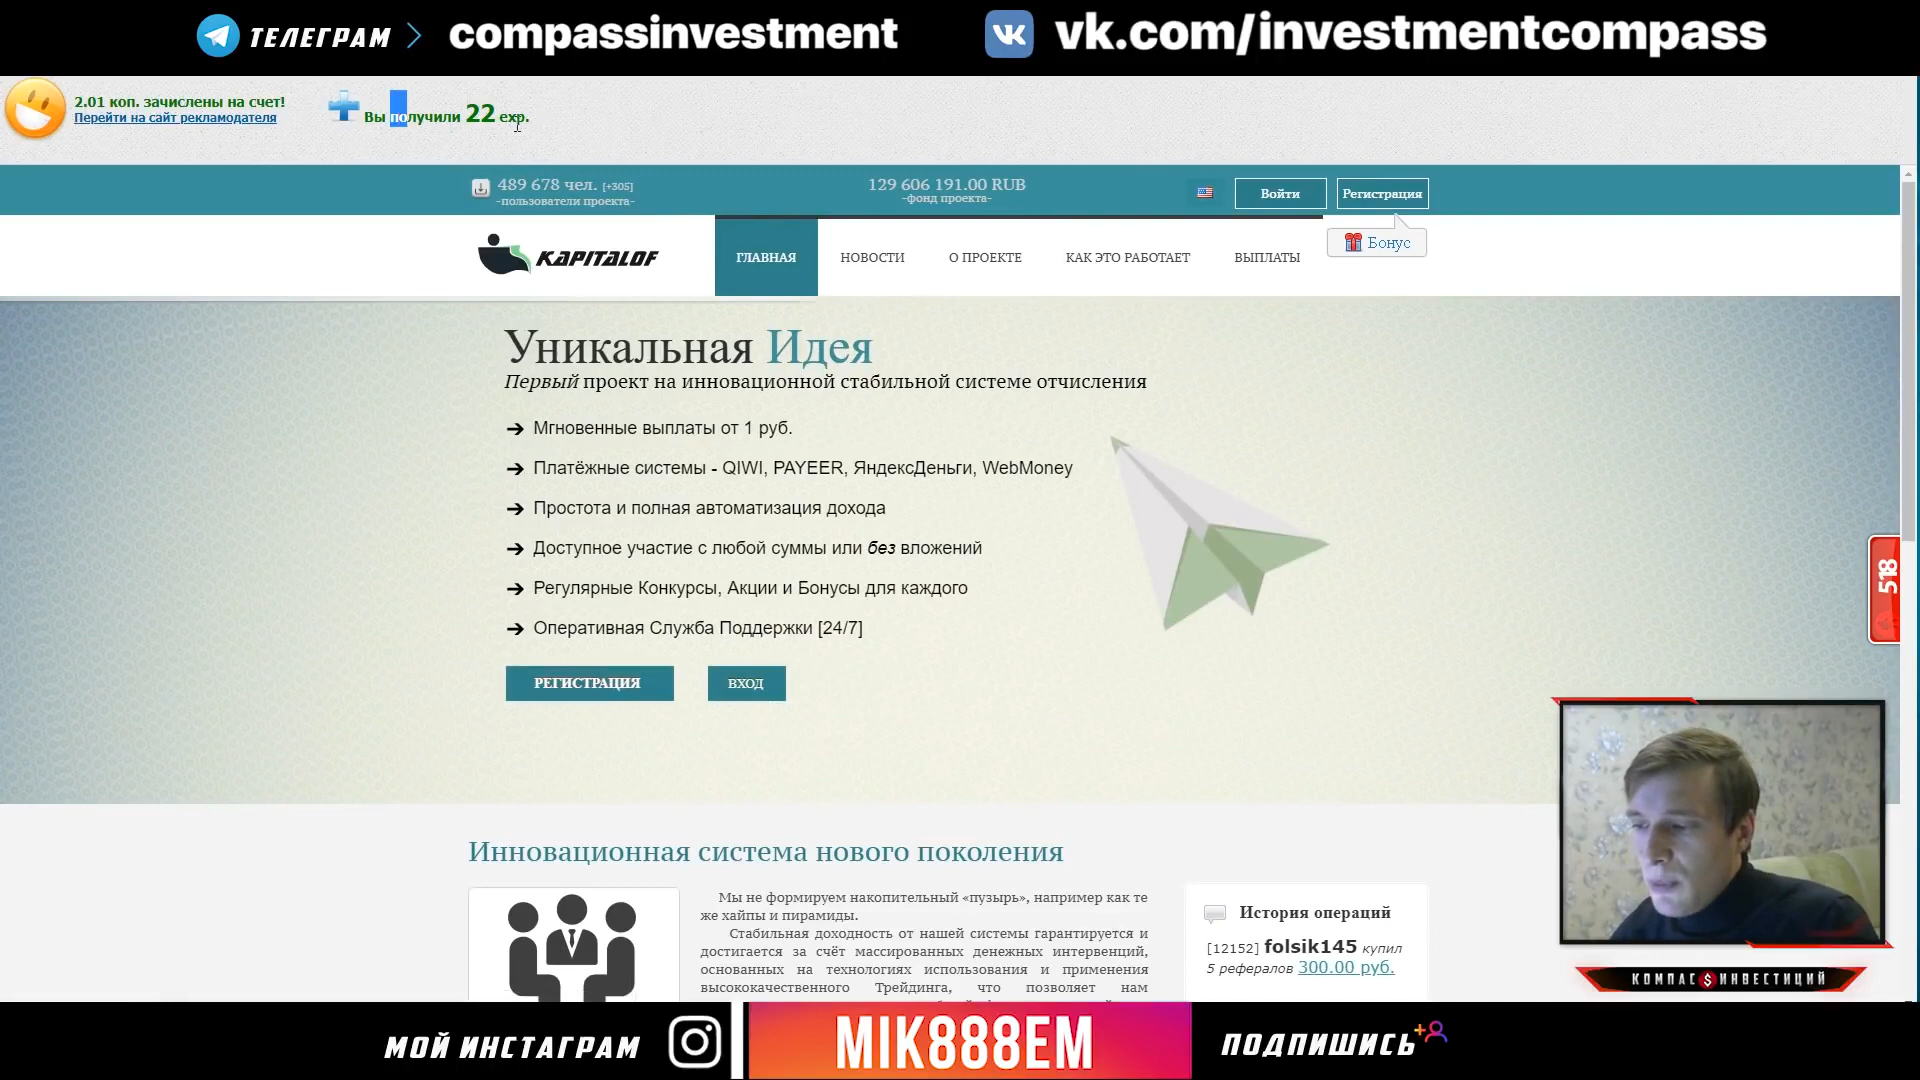 ТЕЛЕГРАМ
compassinvestment
vk.com/investmentcompass
2.01 коп. зачислены на счет!
Перейти на сайт рекламодателя
Вы получили 22 exp.
489 678 чел. [+305]
-пользователи проекта-
129 606 191.00 RUB
-фонд проекта-
Войти
Регистрация
Бонус
KAPITALOF
ГЛАВНАЯ
НОВОСТИ
О ПРОЕКТЕ
КАК ЭТО РАБОТАЕТ
ВЫПЛАТЫ
Уникальная Идея
Первый проект на инновационной стабильной системе отчисления
Мгновенные выплаты от 1 руб.
Платёжные системы - QIWI, PAYEER, ЯндексДеньги, WebMoney
Простота и полная автоматизация дохода
Доступное участие с любой суммы или без вложений
Регулярные Конкурсы, Акции и Бонусы для каждого
Оперативная Служба Поддержки [24/7]
РЕГИСТРАЦИЯ
ВХОД
518
Инновационная система нового поколения
Мы не формируем накопительный «пузырь», например как те
же хайпы и пирамиды.
Стабильная доходность от нашей системы гарантируется и
достигается за счёт массированных денежных интервенций,
основанных на технологиях использования и применения
высококачественного Трейдинга, что позволяет нам
История операций
[12152] folsik145 купил
5 рефералов 300.00 руб.
КОМПАС ИНВЕСТИЦИЙ
МОЙ ИНСТАГРАМ
MIK888EM
ПОДПИШИСЬ